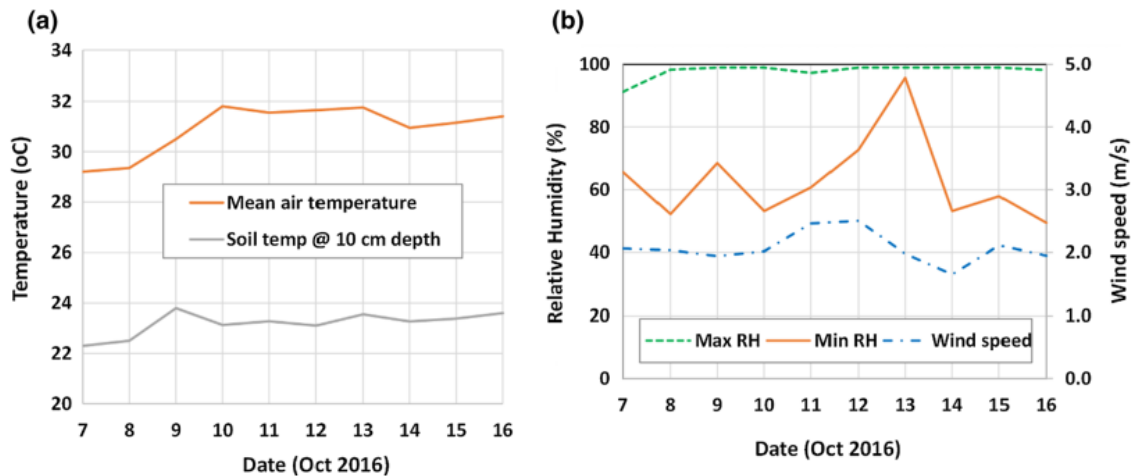 (a)
34
32
30
28
26
24
22
20
Temperature (oC)
Mean air temperature
Soil temp @ 10 cm depth
7 8 9 10 11 12 13 14 15 16
Date (Oct 2016)
(b)
100
80
60
40
20
0
Relative Humidity (%)
5.0
4.0
3.0
2.0
1.0
0.0
Wind speed (m/s)
Max RH Min RH Wind speed
7 8 9 10 11 12 13 14 15 16
Date (Oct 2016)